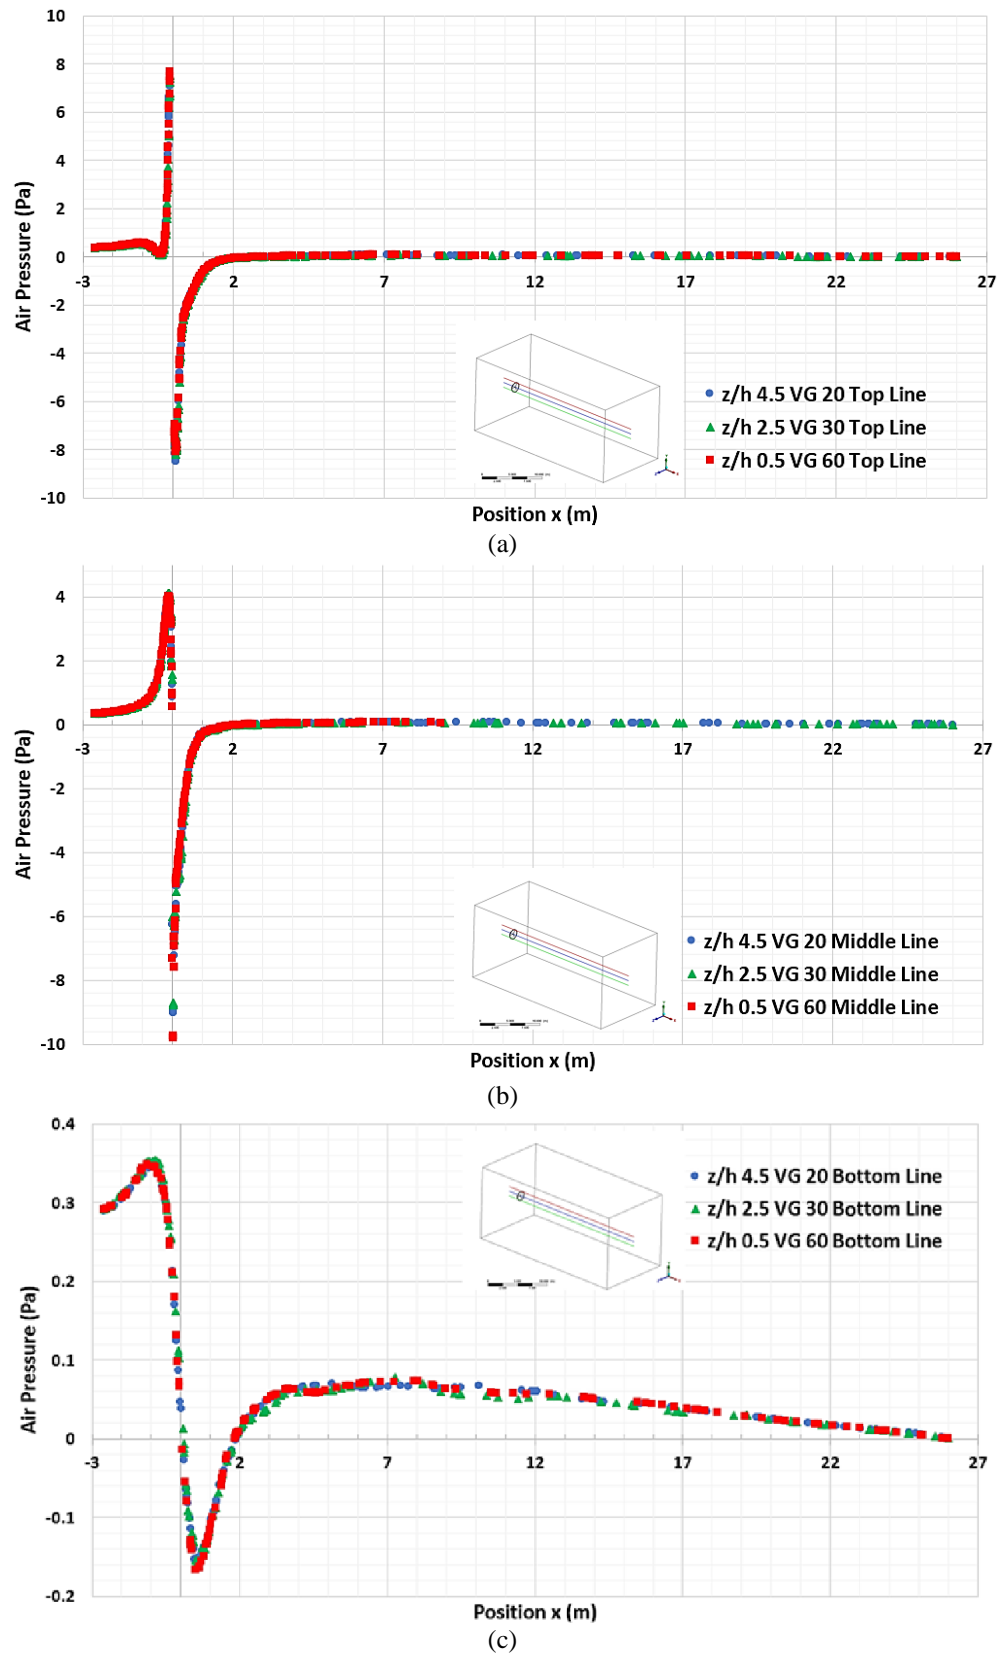 10
8
6
4
2
0
-2
-4
-6
-8
-10
Air Pressure (Pa)
-3 2 7 12 17 22 27
z/h 4.5 VG 20 Top Line
z/h 2.5 VG 30 Top Line
z/h 0.5 VG 60 Top Line
Position x (m)
(a)
4
2
0
-2
-4
-6
-8
-10
Air Pressure (Pa)
-3 2 7 12 17 22 27
z/h 4.5 VG 20 Middle Line
z/h 2.5 VG 30 Middle Line
z/h 0.5 VG 60 Middle Line
Position x (m)
(b)
0.4
0.3
0.2
0.1
0
-0.1
-0.2
Air Pressure (Pa)
-3 2 7 12 17 22 27
z/h 4.5 VG 20 Bottom Line
z/h 2.5 VG 30 Bottom Line
z/h 0.5 VG 60 Bottom Line
Position x (m)
(c)